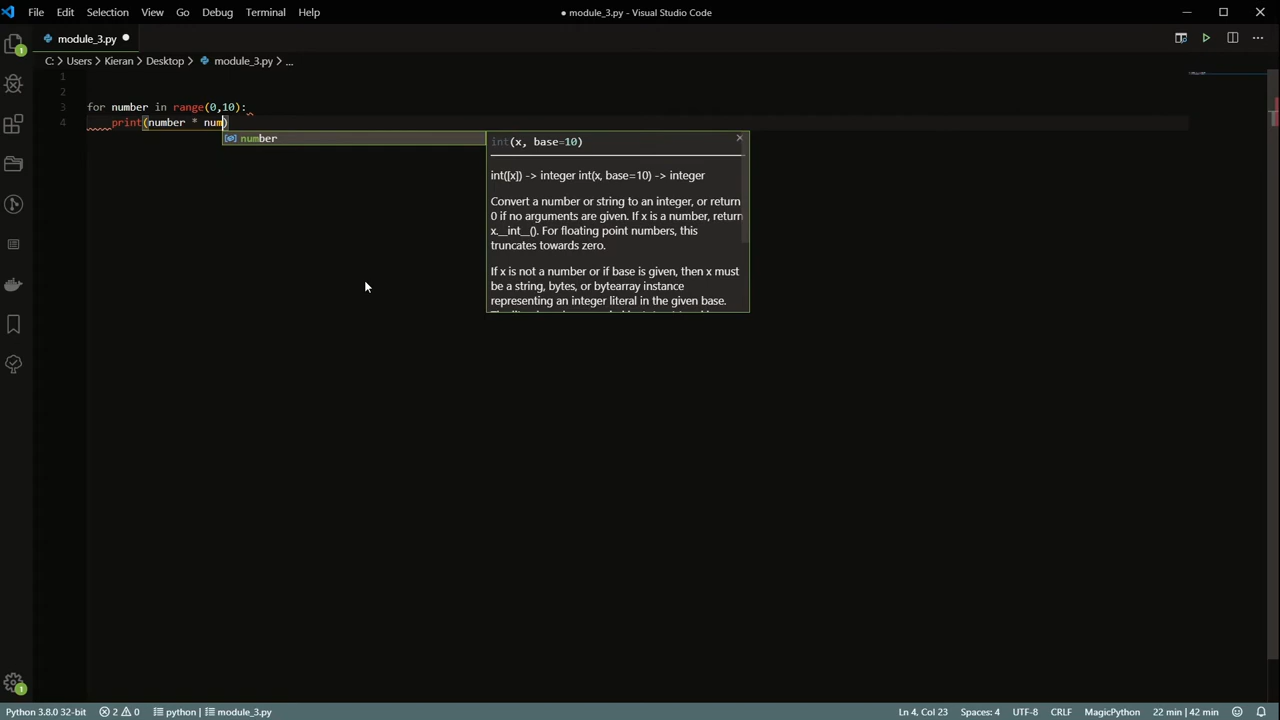 File Edit Selection View Go Debug Terminal Help
● module_3.py - Visual Studio Code
module_3.py ●
C: > Users > Kieran > Desktop > module_3.py > ...
1
2
3 for number in range(0,10):
4 print(number * num)
number
int(x, base=10)
int([x]) -> integer int(x, base=10) -> integer
Convert a number or string to an integer, or return
0 if no arguments are given. If x is a number, return
x.__int__(). For floating point numbers, this
truncates towards zero.
If x is not a number or if base is given, then x must
be a string, bytes, or bytearray instance
representing an integer literal in the given base.
1
1
Python 3.8.0 32-bit 2 0 python | module_3.py Ln 4, Col 23 Spaces: 4 UTF-8 CRLF MagicPython 22 min | 42 min